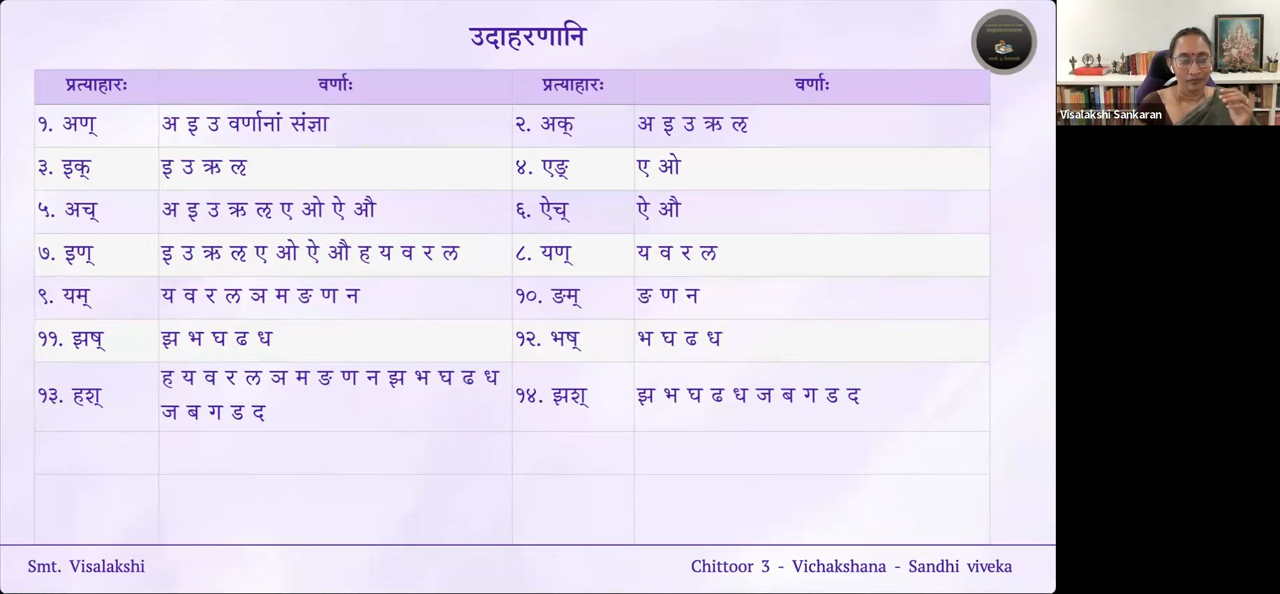 उदाहरणानि
प्रत्याहारः वर्णाः प्रत्याहारः वर्णाः
१. अण् अ इ उ वर्णानां संज्ञा २. अक् अ इ उ ऋ ऌ
३. इक् इ उ ऋ ऌ ४. एङ् ए ओ
५. अच् अ इ उ ऋ ऌ ए ओ ऐ औ ६. ऐच् ऐ औ
७. इण् इ उ ऋ ऌ ए ओ ऐ औ ह य व र ल ८. यण् य व र ल
९. यम् य व र ल ञ म ङ ण न १०. ङम् ङ ण न
११. झष् झ भ घ ढ ध १२. भष् भ घ ढ ध
१३. हश् ह य व र ल ञ म ङ ण न झ भ घ ढ ध
ज ब ग ड द
१४. झश् झ भ घ ढ ध ज ब ग ड द
Smt. Visalakshi
Chittoor 3 - Vichakshana - Sandhi viveka
Visalakshi Sankaran